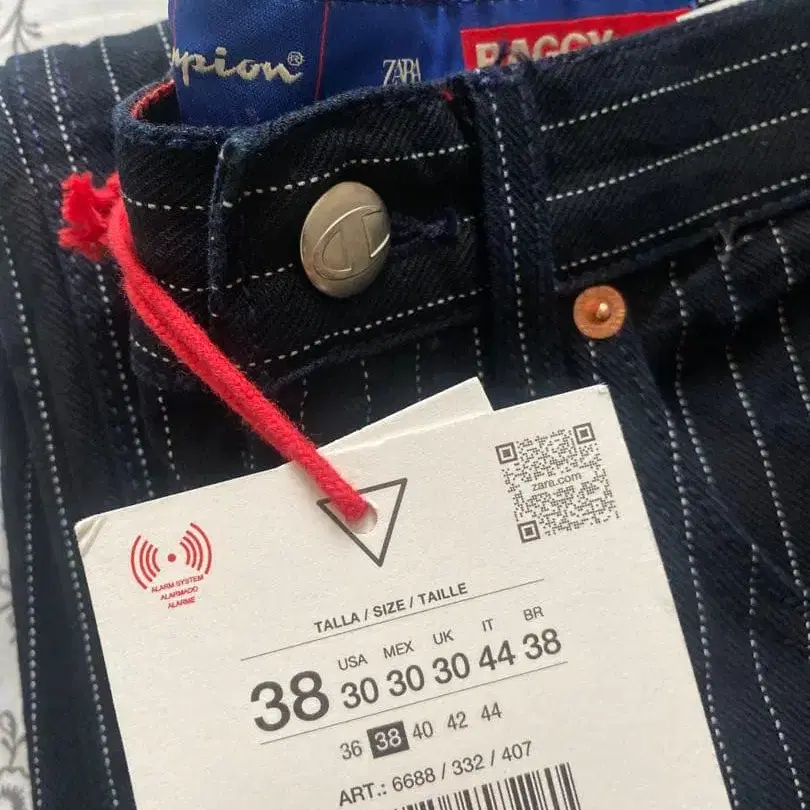 ZARA
BAGGY
zara.com
ALARM SYSTEM
ALARMADO
ALARME
TALLA / SIZE / TAILLE
USA MEX UK IT BR
38 30 30 30 44 38
36 38 40 42 44
ART.: 6688 / 332 / 407